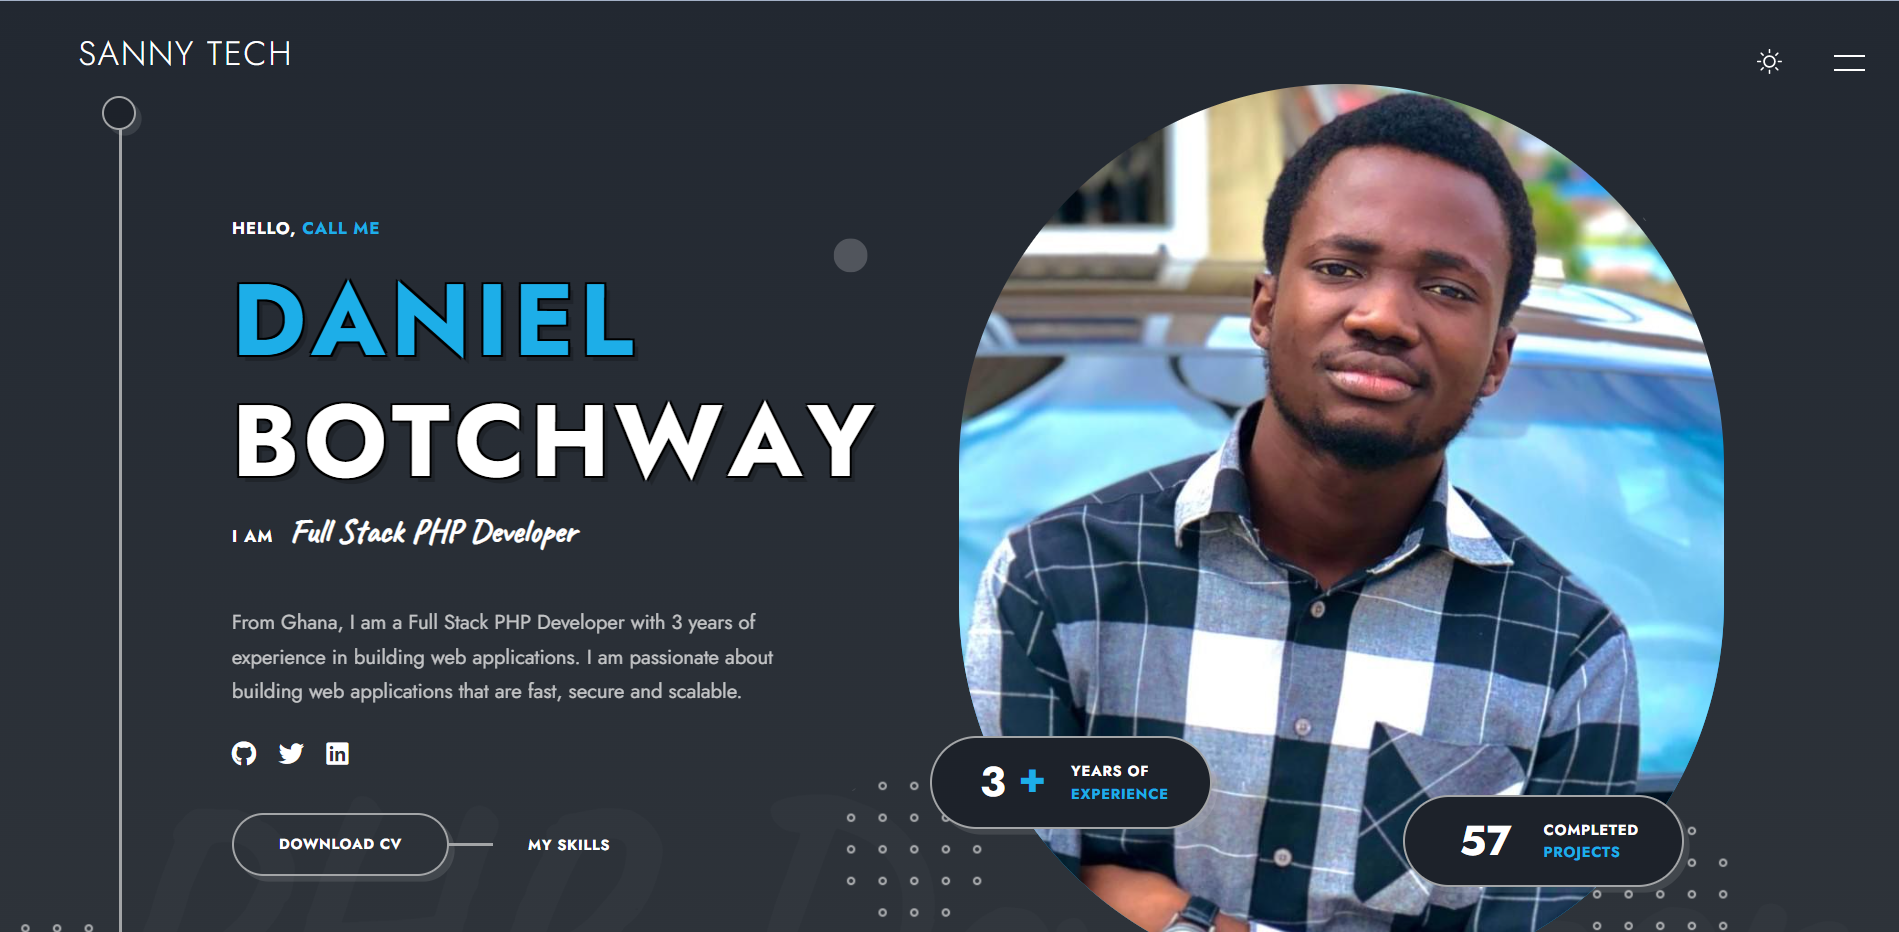 SANNY TECH
HELLO, CALL ME
DANIEL
BOTCHWAY
I AM Full Stack PHP Developer
From Ghana, I am a Full Stack PHP Developer with 3 years of
experience in building web applications. I am passionate about
building web applications that are fast, secure and scalable.
in
DOWNLOAD CV
MY SKILLS
3 +
YEARS OF
EXPERIENCE
57
COMPLETED
PROJECTS